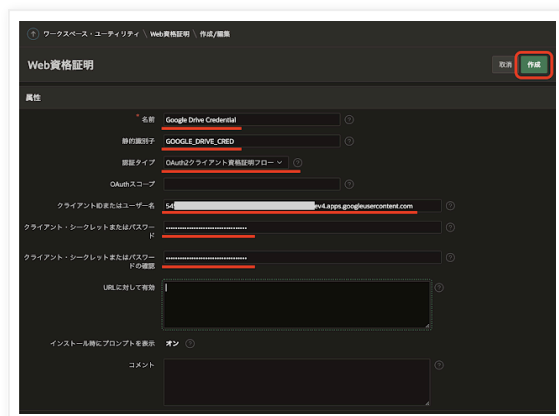 ワークスペース・ユーティリティ \ Web資格証明 \ 作成/編集
Web資格証明
取消
作成
属性
* 名前 Google Drive Credential
静的識別子 GOOGLE_DRIVE_CRED
認証タイプ OAuth2クライアント資格証明フロー
OAuthスコープ
クライアントIDまたはユーザー名 54 ev4.apps.googleusercontent.com
クライアント・シークレットまたはパスワー
ド
クライアント・シークレットまたはパスワー
ドの確認
URLに対して有効
インストール時にプロンプトを表示 オン
コメント